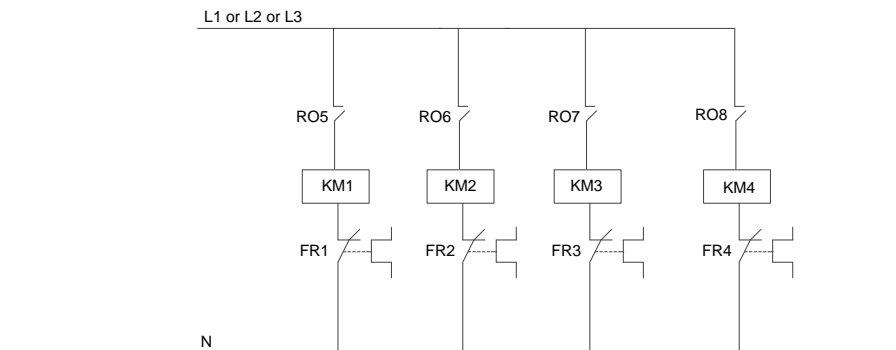 L1 or L2 or L3
RO5 RO6 RO7 RO8
KM1 KM2 KM3 KM4
FR1 FR2 FR3 FR4
N